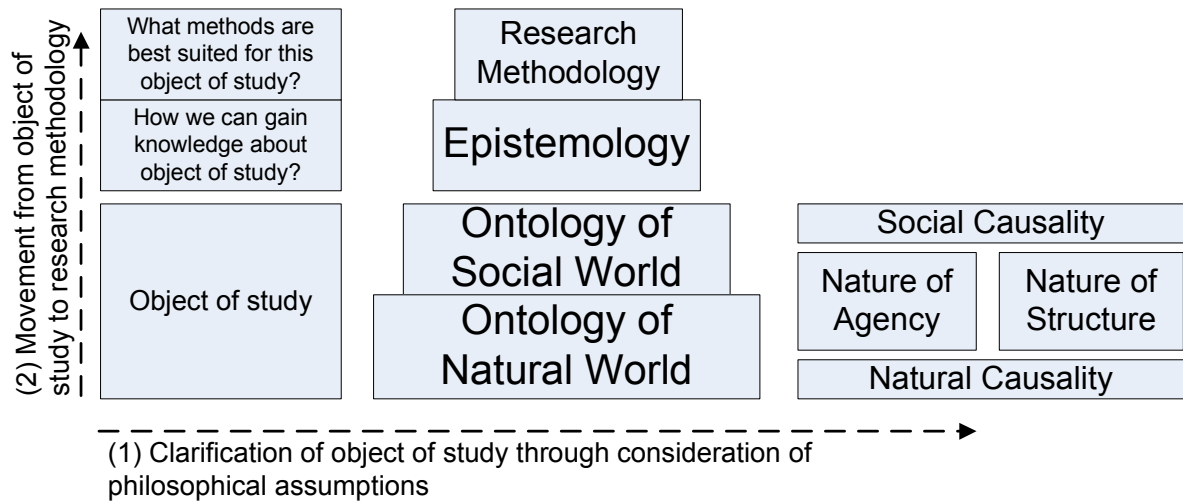 (2) Movement from object of
study to research methodology
What methods are
best suited for this
object of study?
How we can gain
knowledge about
object of study?
Object of study
Research
Methodology
Epistemology
Ontology of
Social World
Ontology of
Natural World
Social Causality
Nature of
Agency
Nature of
Structure
Natural Causality
(1) Clarification of object of study through consideration of
philosophical assumptions